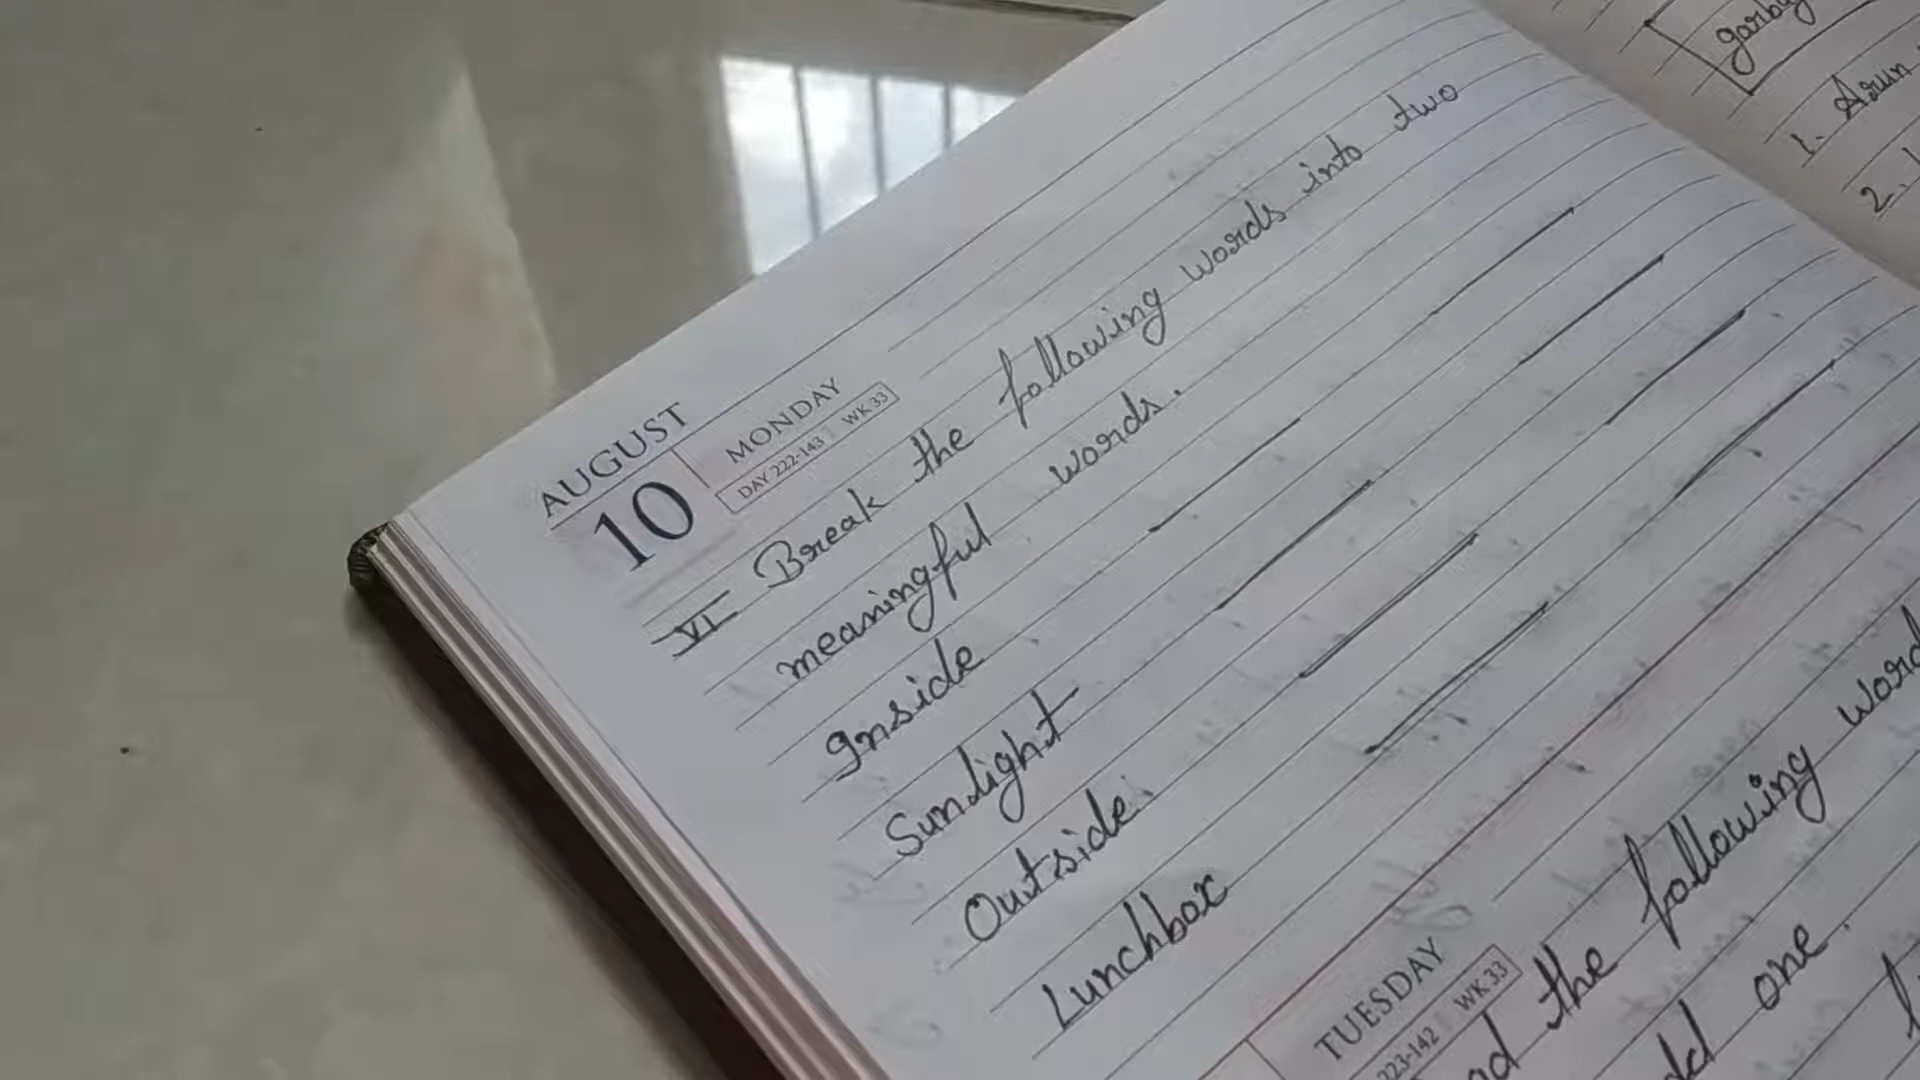 AUGUST
10
MONDAY
DAY 222-143 WK 33
VI Break the following words into two
meaningful words.
Inside
Sunlight
Outside
Lunchbox
TUESDAY
223-142 WK 33
the following
one.
1. Arun
2.